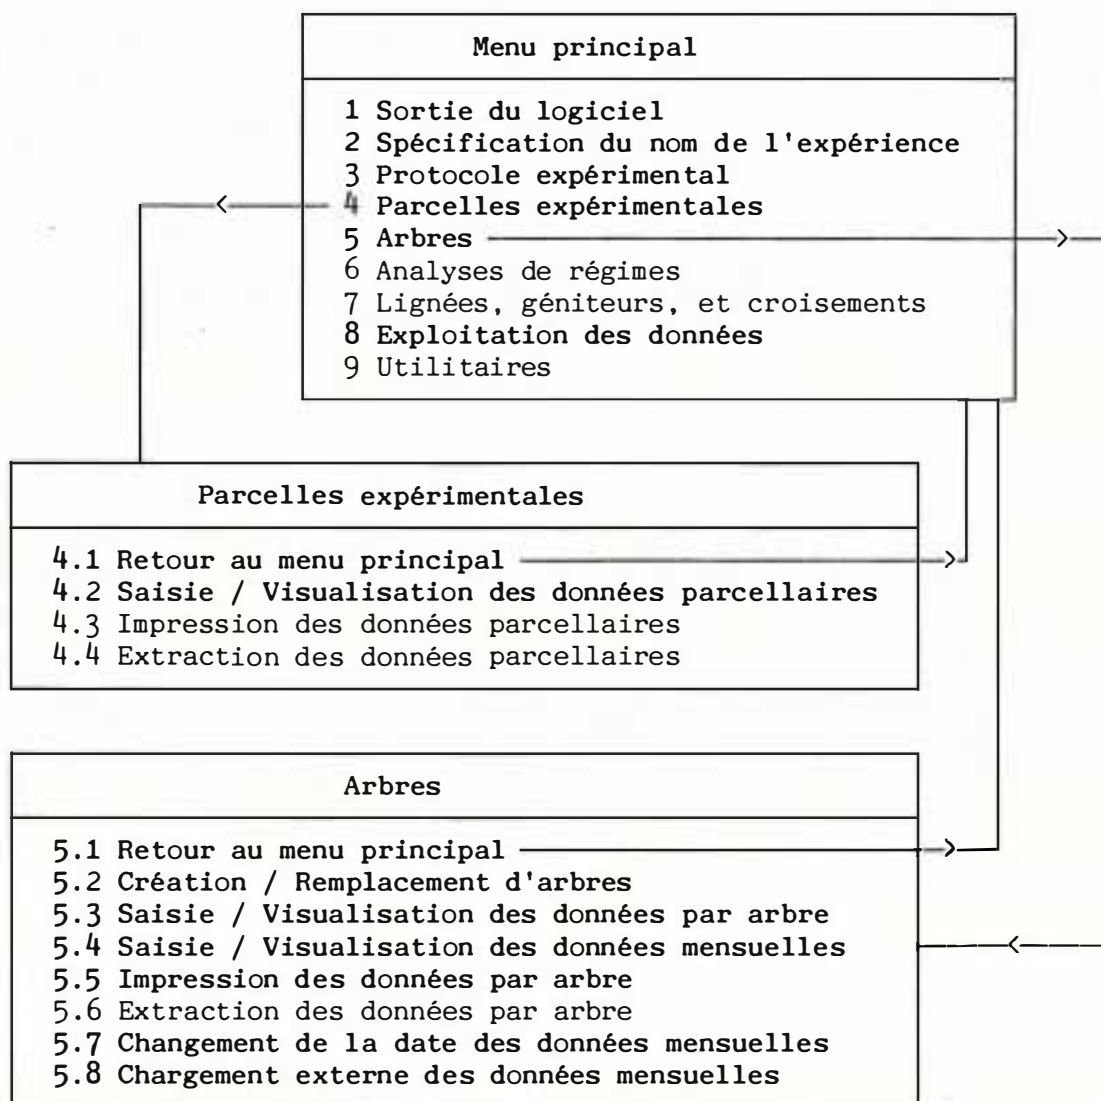 Menu principal
1 Sortie du logiciel
2 Spécification du nom de l'expérience
3 Protocole expérimental
4 Parcelles expérimentales
5 Arbres
6 Analyses de régimes
7 Lignées, géniteurs, et croisements
8 Exploitation des données
9 Utilitaires
Parcelles expérimentales
4.1 Retour au menu principal
4.2 Saisie / Visualisation des données parcellaires
4.3 Impression des données parcellaires
4.4 Extraction des données parcellaires
Arbres
5.1 Retour au menu principal
5.2 Création / Remplacement d'arbres
5.3 Saisie / Visualisation des données par arbre
5.4 Saisie / Visualisation des données mensuelles
5.5 Impression des données par arbre
5.6 Extraction des données par arbre
5.7 Changement de la date des données mensuelles
5.8 Chargement externe des données mensuelles